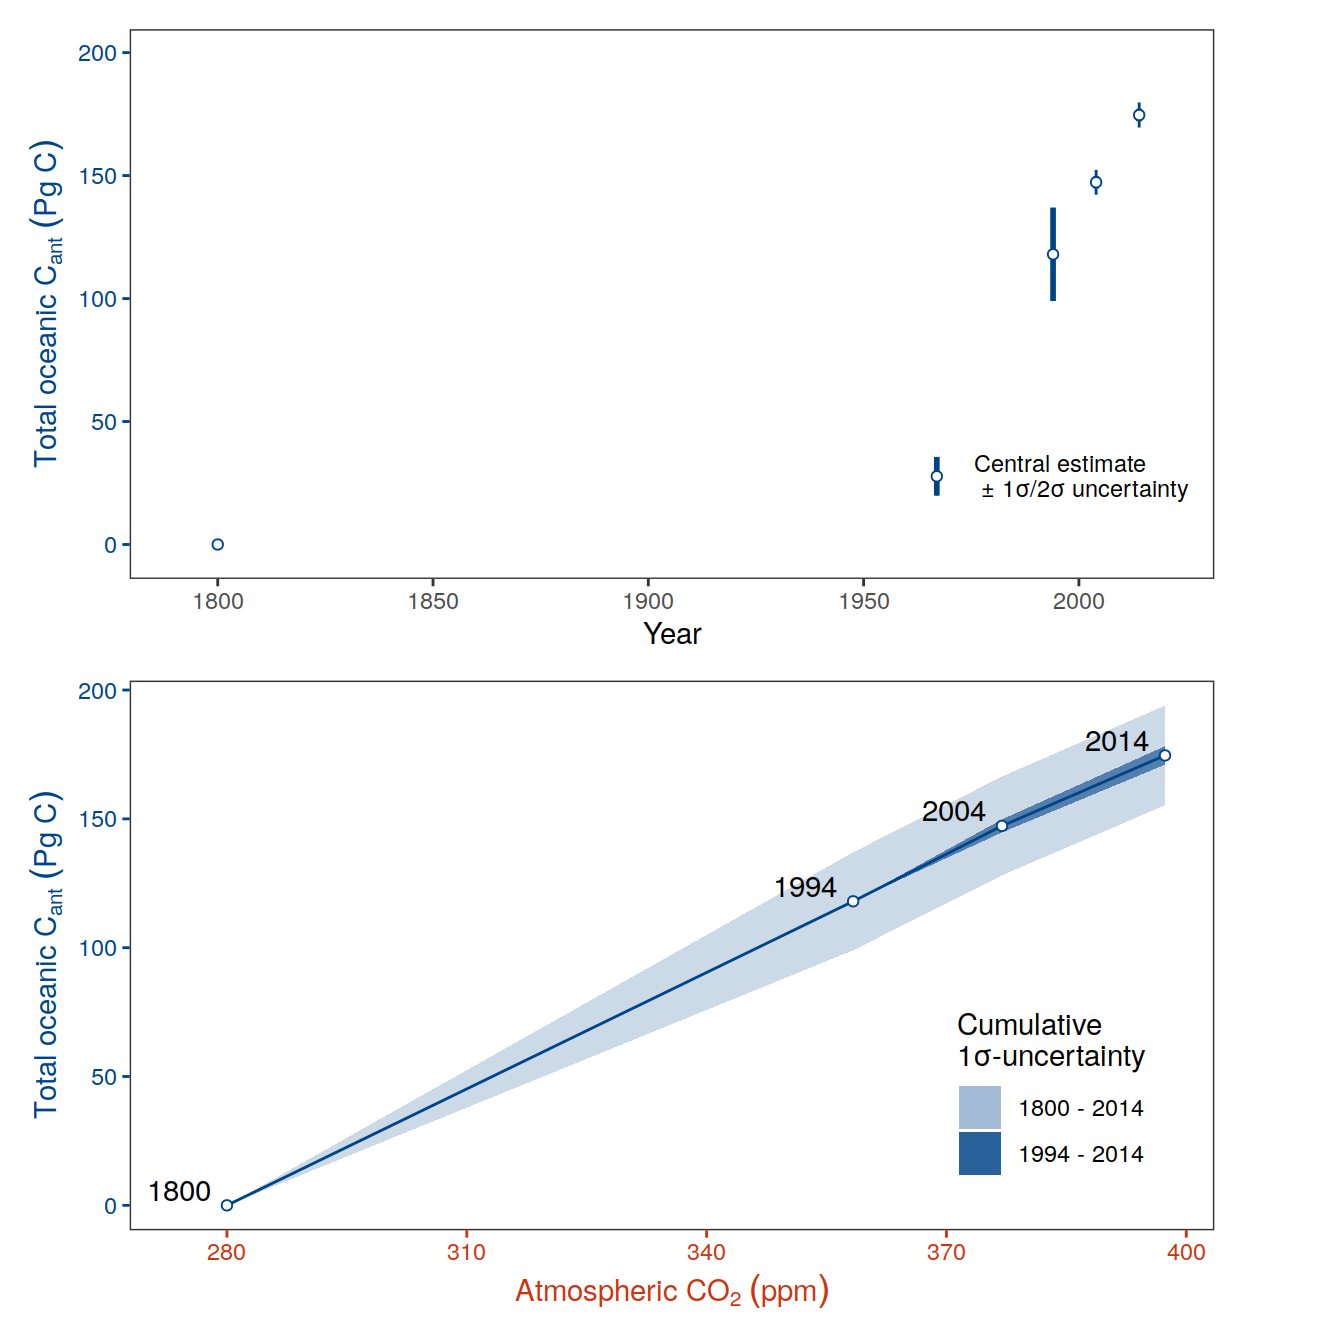 200
150
100
50
0
Total oceanic Cant (Pg C)
Central estimate
± 1σ/2σ uncertainty
1800 1850 1900 1950 2000
Year
200
150
100
50
0
Total oceanic Cant (Pg C)
2014
2004
1994
1800
Cumulative
1σ-uncertainty
1800 - 2014
1994 - 2014
280 310 340 370 400
Atmospheric CO2 (ppm)